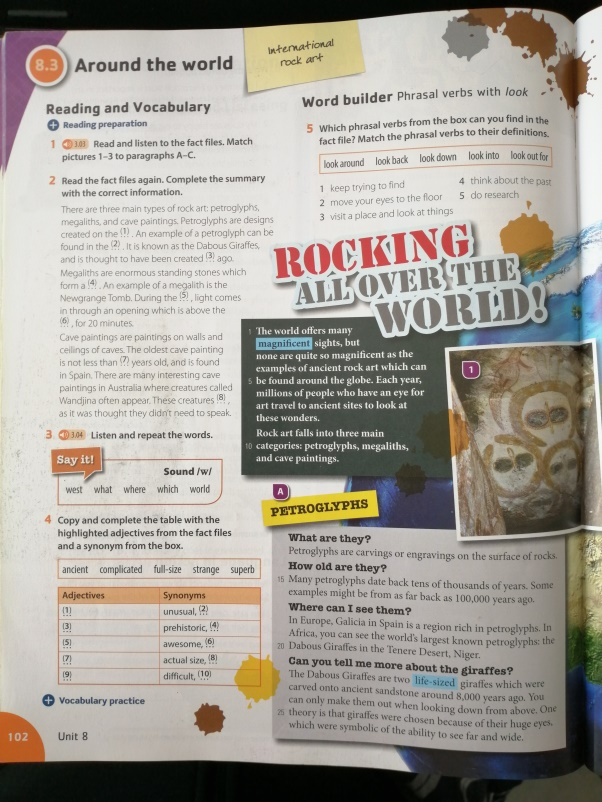 8.3 Around the world
International
rock art
Reading and Vocabulary
+ Reading preparation
1 3.03 Read and listen to the fact files. Match
pictures 1–3 to paragraphs A–C.
2 Read the fact files again. Complete the summary
with the correct information.
There are three main types of rock art: petroglyphs,
megaliths, and cave paintings. Petroglyphs are designs
created on the (1). An example of a petroglyph can be
found in the (2). It is known as the Dabous Giraffes,
and is thought to have been created (3) ago.
Megaliths are enormous standing stones which
form a (4). An example of a megalith is the
Newgrange Tomb. During the (5), light comes
in through an opening which is above the
(6), for 20 minutes.
Cave paintings are paintings on walls and
ceilings of caves. The oldest cave painting
is not less than (7) years old, and is found
in Spain. There are many interesting cave
paintings in Australia where creatures called
Wandjina often appear. These creatures (8),
as it was thought they didn't need to speak.
3 3.04 Listen and repeat the words.
Say it!
Sound /w/
west what where which world
4 Copy and complete the table with the
highlighted adjectives from the fact files
and a synonym from the box.
ancient complicated full-size strange superb
Adjectives Synonyms
(1) unusual, (2)
(3) prehistoric, (4)
(5) awesome, (6)
(7) actual size, (8)
(9) difficult, (10)
+ Vocabulary practice
102 Unit 8
Word builder Phrasal verbs with look
5 Which phrasal verbs from the box can you find in the
fact file? Match the phrasal verbs to their definitions.
look around look back look down look into look out for
1 keep trying to find
2 move your eyes to the floor
3 visit a place and look at things
4 think about the past
5 do research
ROCKING
ALL OVER THE
WORLD!
1 The world offers many
magnificent sights, but
none are quite so magnificent as the
examples of ancient rock art which can
5 be found around the globe. Each year,
millions of people who have an eye for
art travel to ancient sites to look at
these wonders.
Rock art falls into three main
10 categories: petroglyphs, megaliths,
and cave paintings.
1
A
PETROGLYPHS
What are they?
Petroglyphs are carvings or engravings on the surface of rocks.
How old are they?
15 Many petroglyphs date back tens of thousands of years. Some
examples might be from as far back as 100,000 years ago.
Where can I see them?
In Europe, Galicia in Spain is a region rich in petroglyphs. In
Africa, you can see the world's largest known petroglyphs: the
20 Dabous Giraffes in the Tenere Desert, Niger.
Can you tell me more about the giraffes?
The Dabous Giraffes are two life-sized giraffes which were
carved onto ancient sandstone around 8,000 years ago. You
can only make them out when looking down from above. One
25 theory is that giraffes were chosen because of their huge eyes,
which were symbolic of the ability to see far and wide.